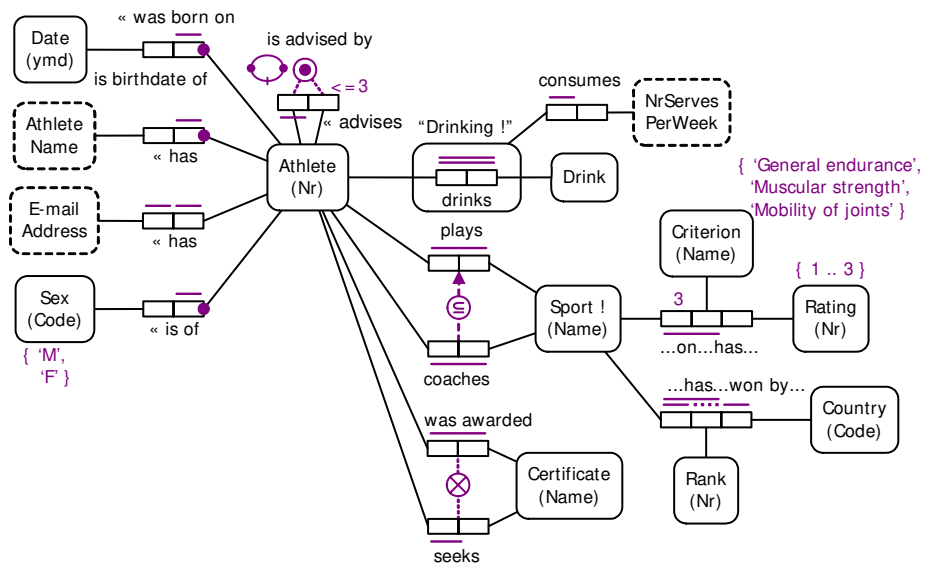 « was born on
Date
(ymd)
is birthdate of
is advised by
< = 3
« advises
consumes
NrServes
PerWeek
Athlete
Name
« has
Athlete
(Nr)
“Drinking !”
drinks
Drink
{ ‘General endurance’,
‘Muscular strength’,
‘Mobility of joints’ }
E-mail
Address
« has
plays
Criterion
(Name)
{ 1 .. 3 }
Sex
(Code)
« is of
{ ‘M’,
‘F’ }
⊆
coaches
Sport !
(Name)
3
...on...has...
Rating
(Nr)
...has...won by...
Country
(Code)
Rank
(Nr)
was awarded
Certificate
(Name)
seeks